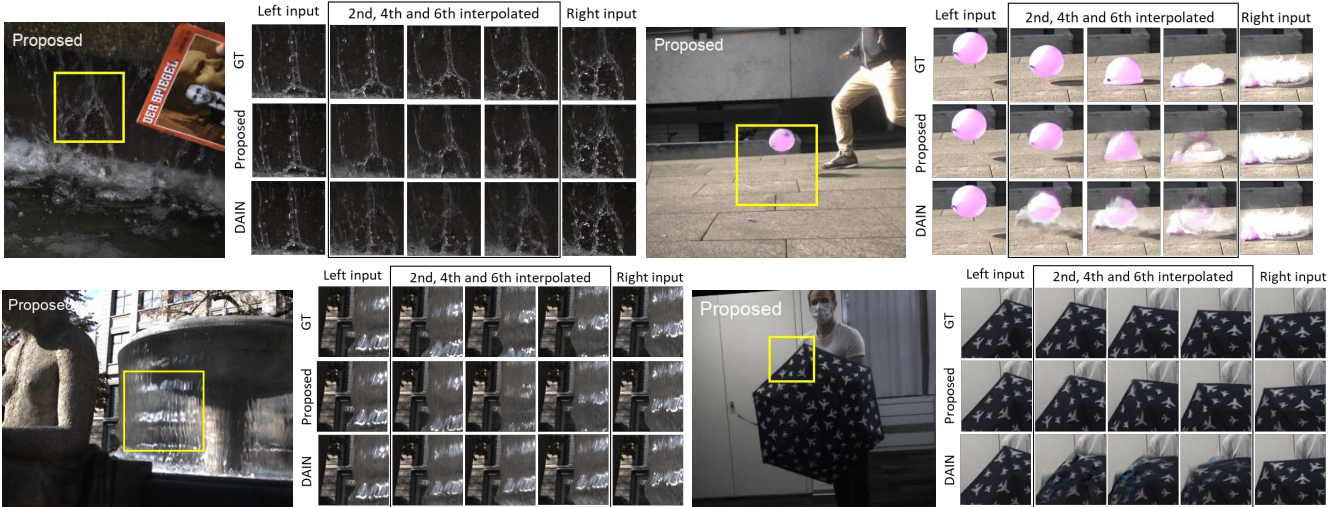 Left input 2nd, 4th and 6th interpolated Right input
Proposed
GT
Proposed
DAIN
DER SPIEGEL
Left input 2nd, 4th and 6th interpolated Right input
Proposed
GT
Proposed
DAIN
Left input 2nd, 4th and 6th interpolated Right input
Proposed
GT
Proposed
DAIN
Left input 2nd, 4th and 6th interpolated Right input
Proposed
GT
Proposed
DAIN